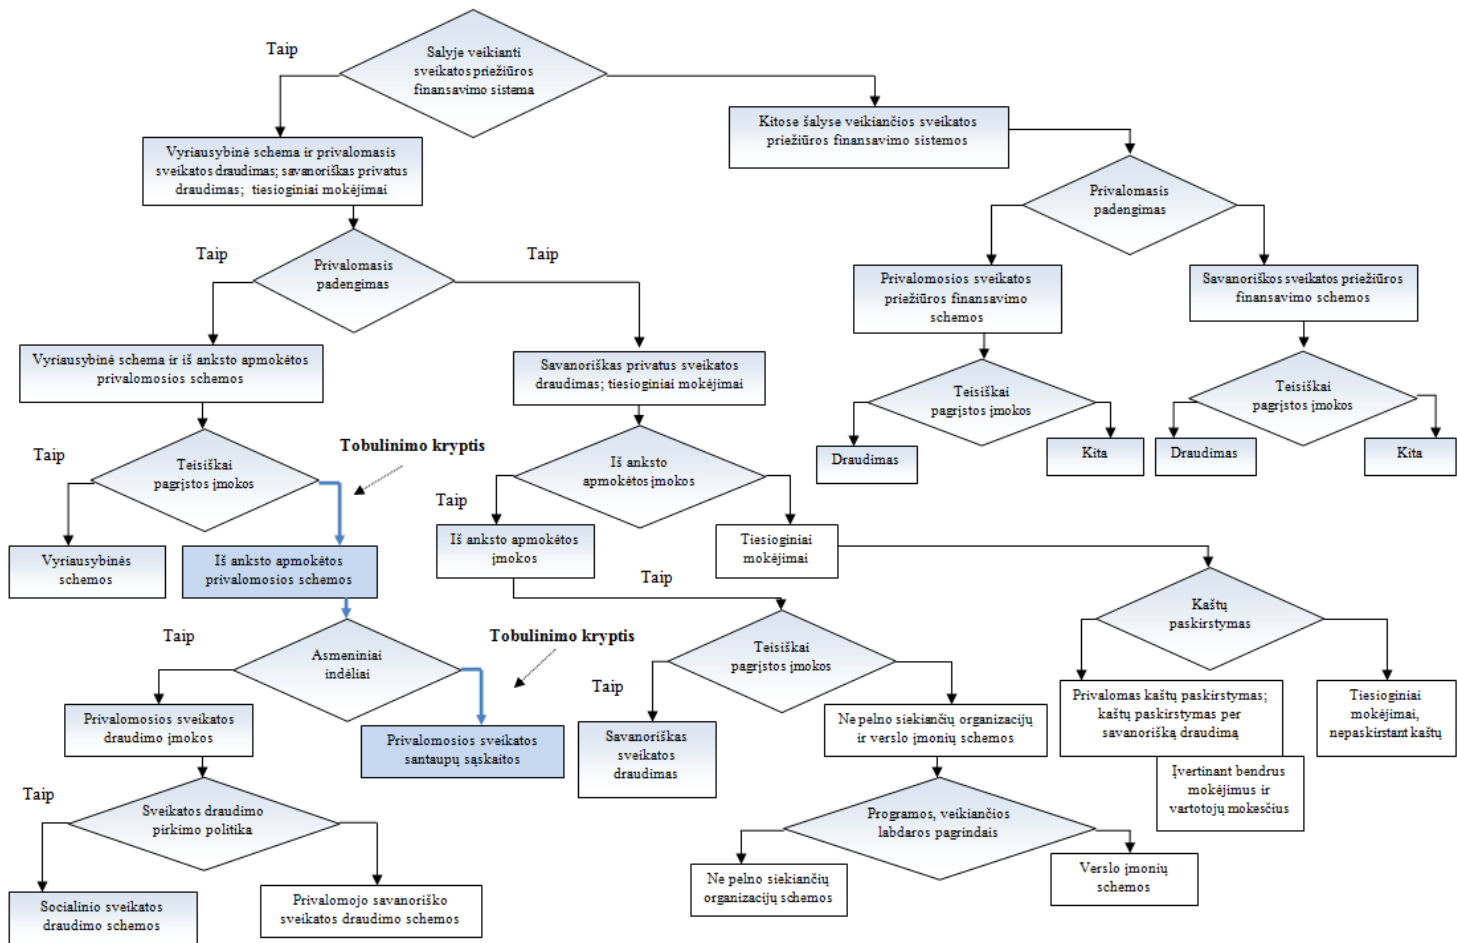 Taip
Salyje veikianti
sveikatos priežiūros
finansavimo sistema
Kitose šalyse veikiančios sveikatos
priežiūros finansavimo sistemos
Vyriausybinė schema ir privalomasis
sveikatos draudimas; savanoriškas privatus
draudimas; tiesioginiai mokėjimai
Privalomasis
padengimas
Taip
Taip
Privalomasis
padengimas
Privalomosios sveikatos
priežiūros finansavimo
schemos
Savanoriškos sveikatos priežiūros
finansavimo schemos
Vyriausybinė schema ir iš anksto apmokėtos
privalomosios schemos
Savanoriškas privatus sveikatos
draudimas; tiesioginiai mokėjimai
Teisiškai
pagrįstos įmokos
Teisiškai
pagrįstos įmokos
Draudimas
Kita
Draudimas
Kita
Taip
Teisiškai
pagrįstos įmokos
Tobulinimo kryptis
Iš anksto
apmokėtos įmokos
Taip
Vyriausybinės
schemos
Iš anksto apmokėtos
privalomosios schemos
Iš anksto apmokėtos
įmokos
Tiesioginiai
mokėjimai
Taip
Kaštų
paskirstymas
Taip
Asmeniniai
indėliai
Tobulinimo kryptis
Teisiškai
pagrįstos įmokos
Taip
Privalomosios sveikatos
draudimo įmokos
Privalomosios sveikatos
santaupų sąskaitos
Savanoriškas
sveikatos
draudimas
Ne pelno siekiančių organizacijų
ir verslo įmonių schemos
Privalomas kaštų paskirstymas;
kaštų paskirstymas per
savanorišką draudimą
Tiesioginiai
mokėjimai,
nepaskirstant kaštų
Įvertinant bendrus
mokėjimus ir
vartotojų mokesčius
Taip
Sveikatos draudimo
pirkimo politika
Programos, veikiančios
labdaros pagrindais
Socialinio sveikatos
draudimo schemos
Privalomojo savanoriško
sveikatos draudimo schemos
Ne pelno siekiančių
organizacijų schemos
Verslo įmonių
schemos